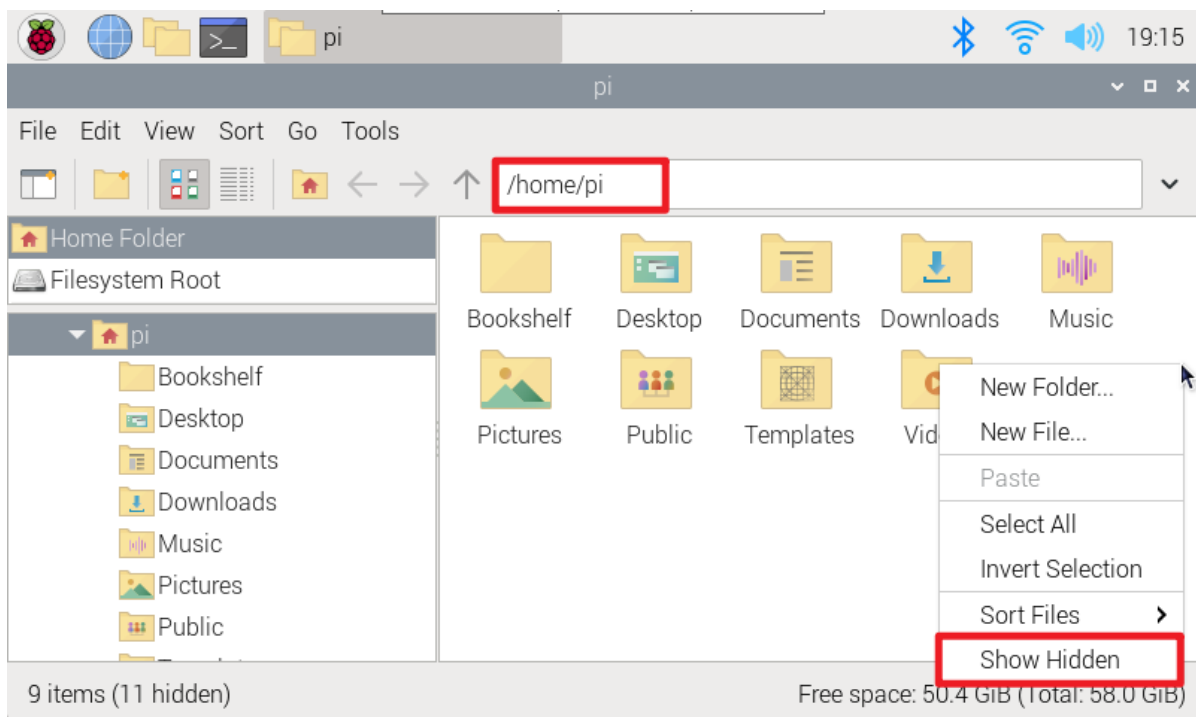 pi 19:15
pi
File Edit View Sort Go Tools
/home/pi
Home Folder
Filesystem Root
pi
Bookshelf
Desktop
Documents
Downloads
Music
Pictures
Public
Bookshelf Desktop Documents Downloads Music
Pictures Public Templates Vid
New Folder...
New File...
Paste
Select All
Invert Selection
Sort Files
Show Hidden
9 items (11 hidden) Free space: 50.4 GiB (Total: 58.0 GiB)